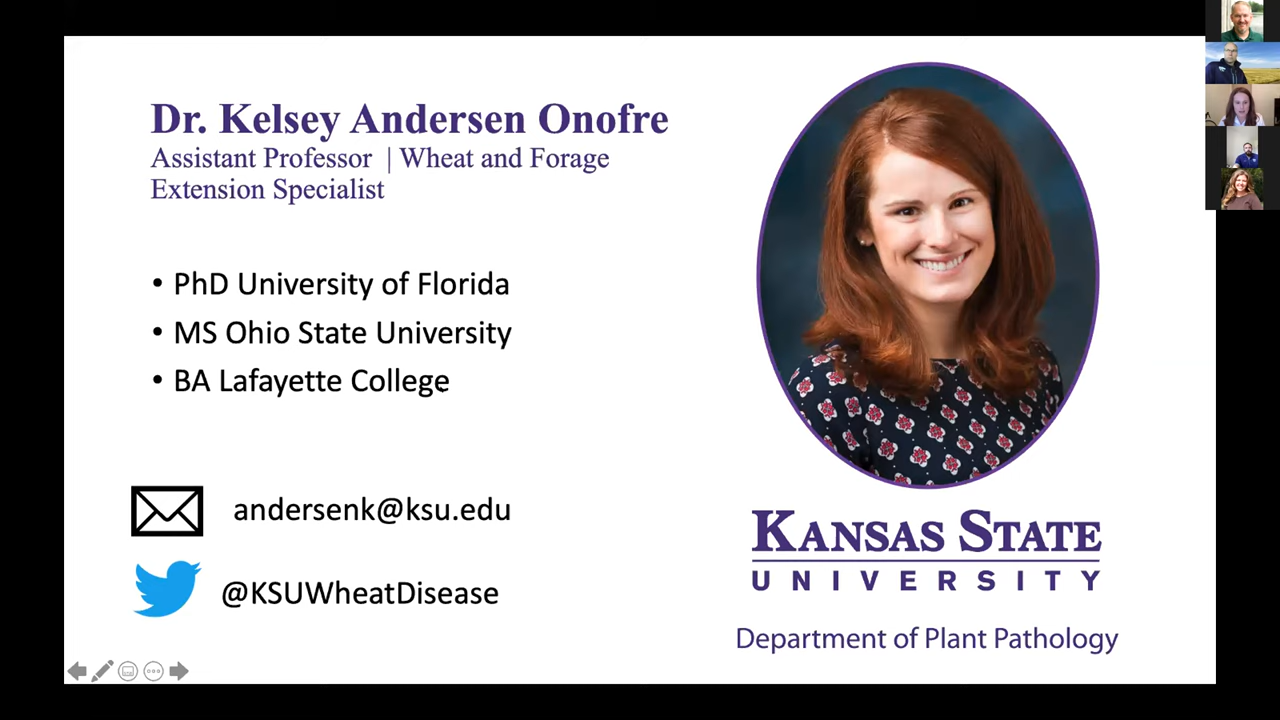 Dr. Kelsey Andersen Onofre
Assistant Professor | Wheat and Forage
Extension Specialist
• PhD University of Florida
• MS Ohio State University
• BA Lafayette College
andersenk@ksu.edu
@KSUWheatDisease
KANSAS STATE
UNIVERSITY
Department of Plant Pathology